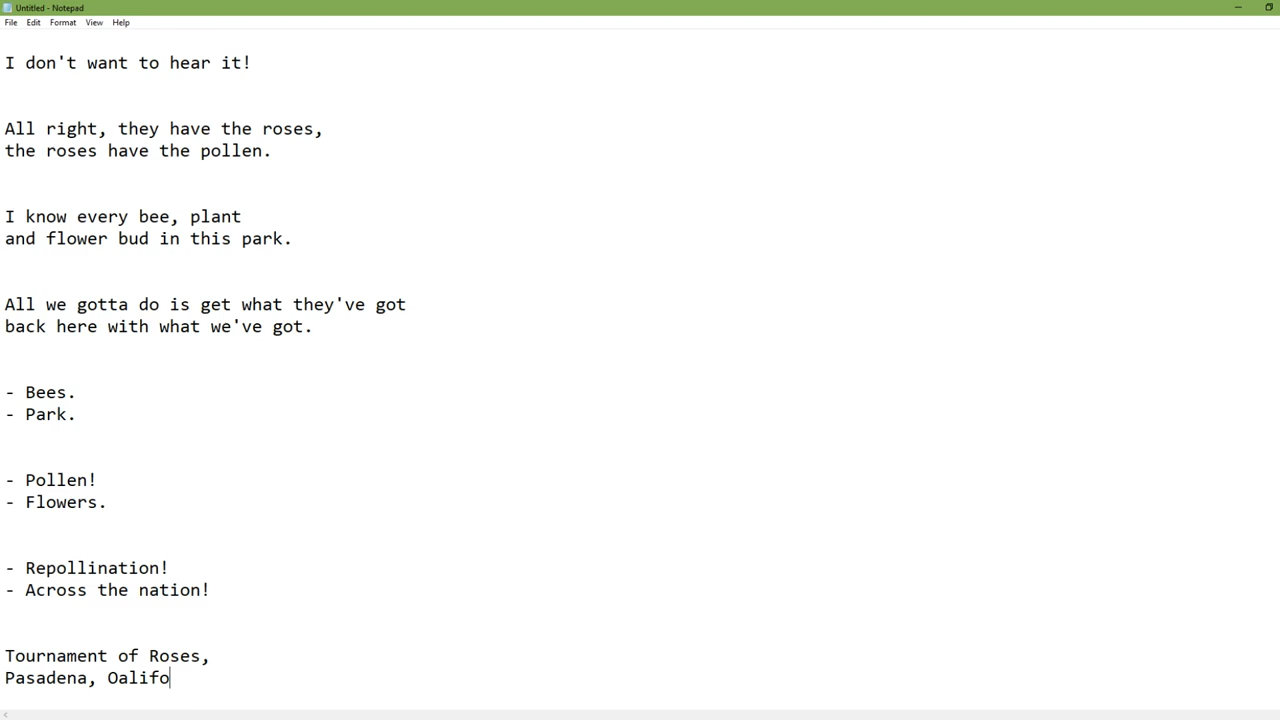 Untitled - Notepad
File Edit Format View Help
I don't want to hear it!
All right, they have the roses,
the roses have the pollen.
I know every bee, plant
and flower bud in this park.
All we gotta do is get what they've got
back here with what we've got.
- Bees.
- Park.
- Pollen!
- Flowers.
- Repollination!
- Across the nation!
Tournament of Roses,
Pasadena, Oalifo